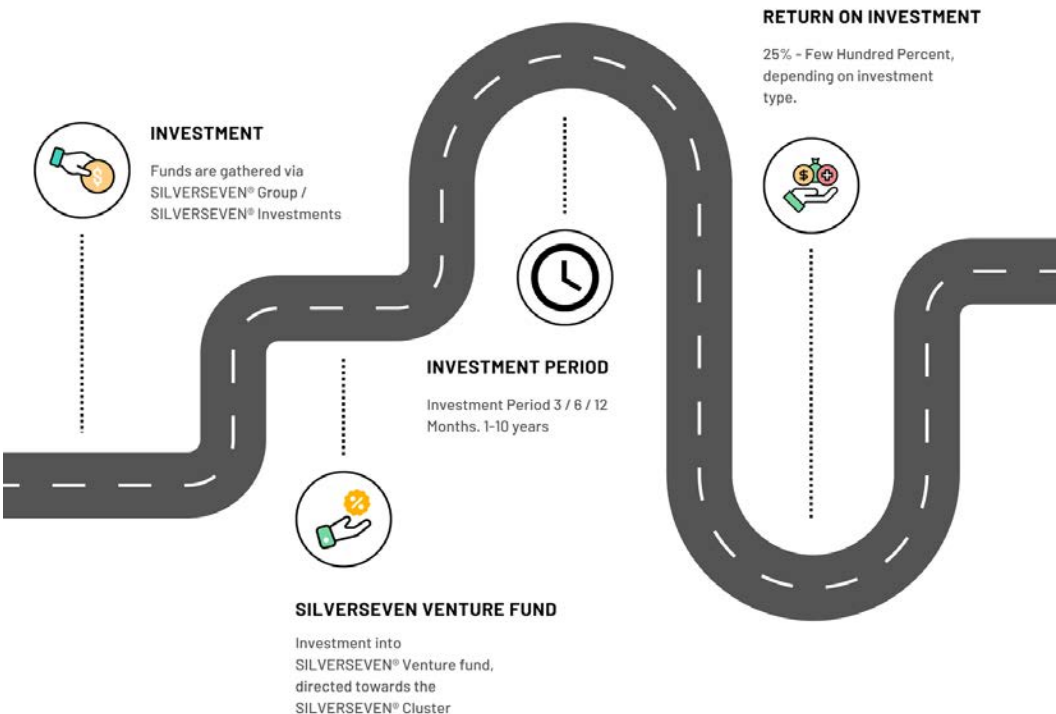 INVESTMENT
Funds are gathered via
SILVERSEVEN® Group /
SILVERSEVEN® Investments
SILVERSEVEN VENTURE FUND
Investment into
SILVERSEVEN® Venture fund,
directed towards the
SILVERSEVEN® Cluster
INVESTMENT PERIOD
Investment Period 3 / 6 / 12
Months. 1-10 years
RETURN ON INVESTMENT
25% - Few Hundred Percent,
depending on investment
type.